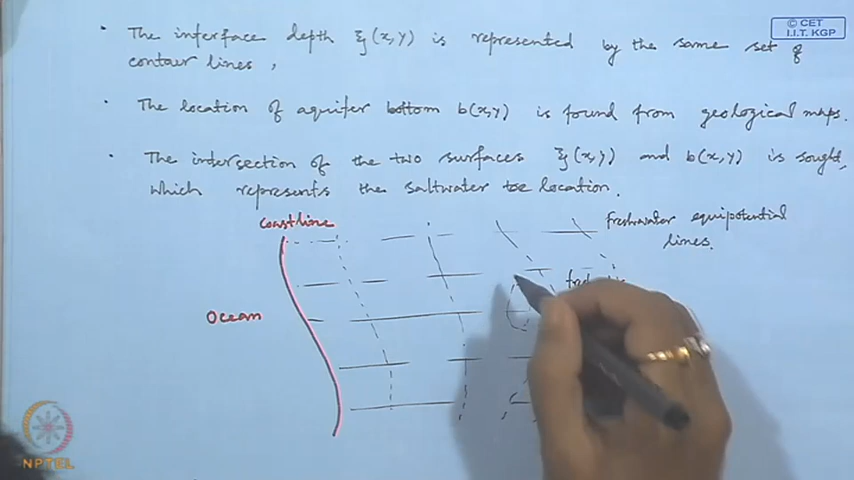 © CET
I.I.T. KGP
• The interface depth ξ(x,y) is represented by the same set of
contour lines,
• The location of aquifer bottom b(x,y) is found from geological maps.
• The intersection of the two surfaces ξ(x,y) and b(x,y) is sought,
which represents the saltwater toe location.
Coastline
freshwater equipotential
lines.
Ocean
NPTEL